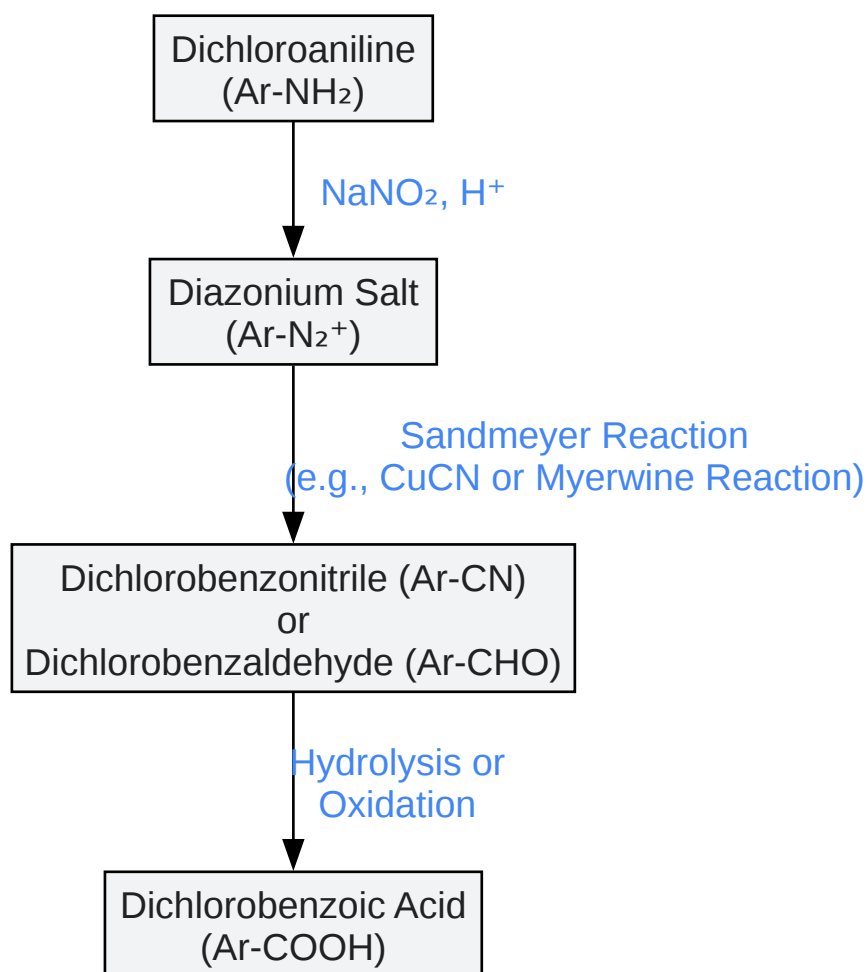 Dichloroaniline
(Ar-NH₂)
NaNO₂, H⁺
Diazonium Salt
(Ar-N₂⁺)
Sandmeyer Reaction
(e.g., CuCN or Myerwine Reaction)
Dichlorobenzonitrile (Ar-CN)
or
Dichlorobenzaldehyde (Ar-CHO)
Hydrolysis or
Oxidation
Dichlorobenzoic Acid
(Ar-COOH)